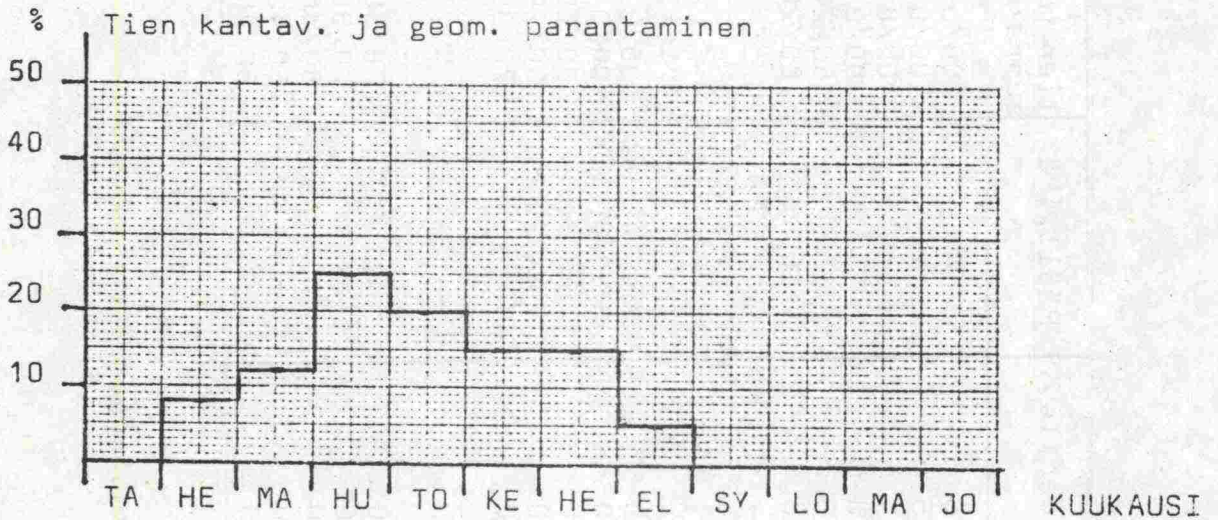 % Tien kantav. ja geom. parantaminen
50
40
30
20
10
TA HE MA HU TO KE HE EL SY LO MA JO KUUKAUSI